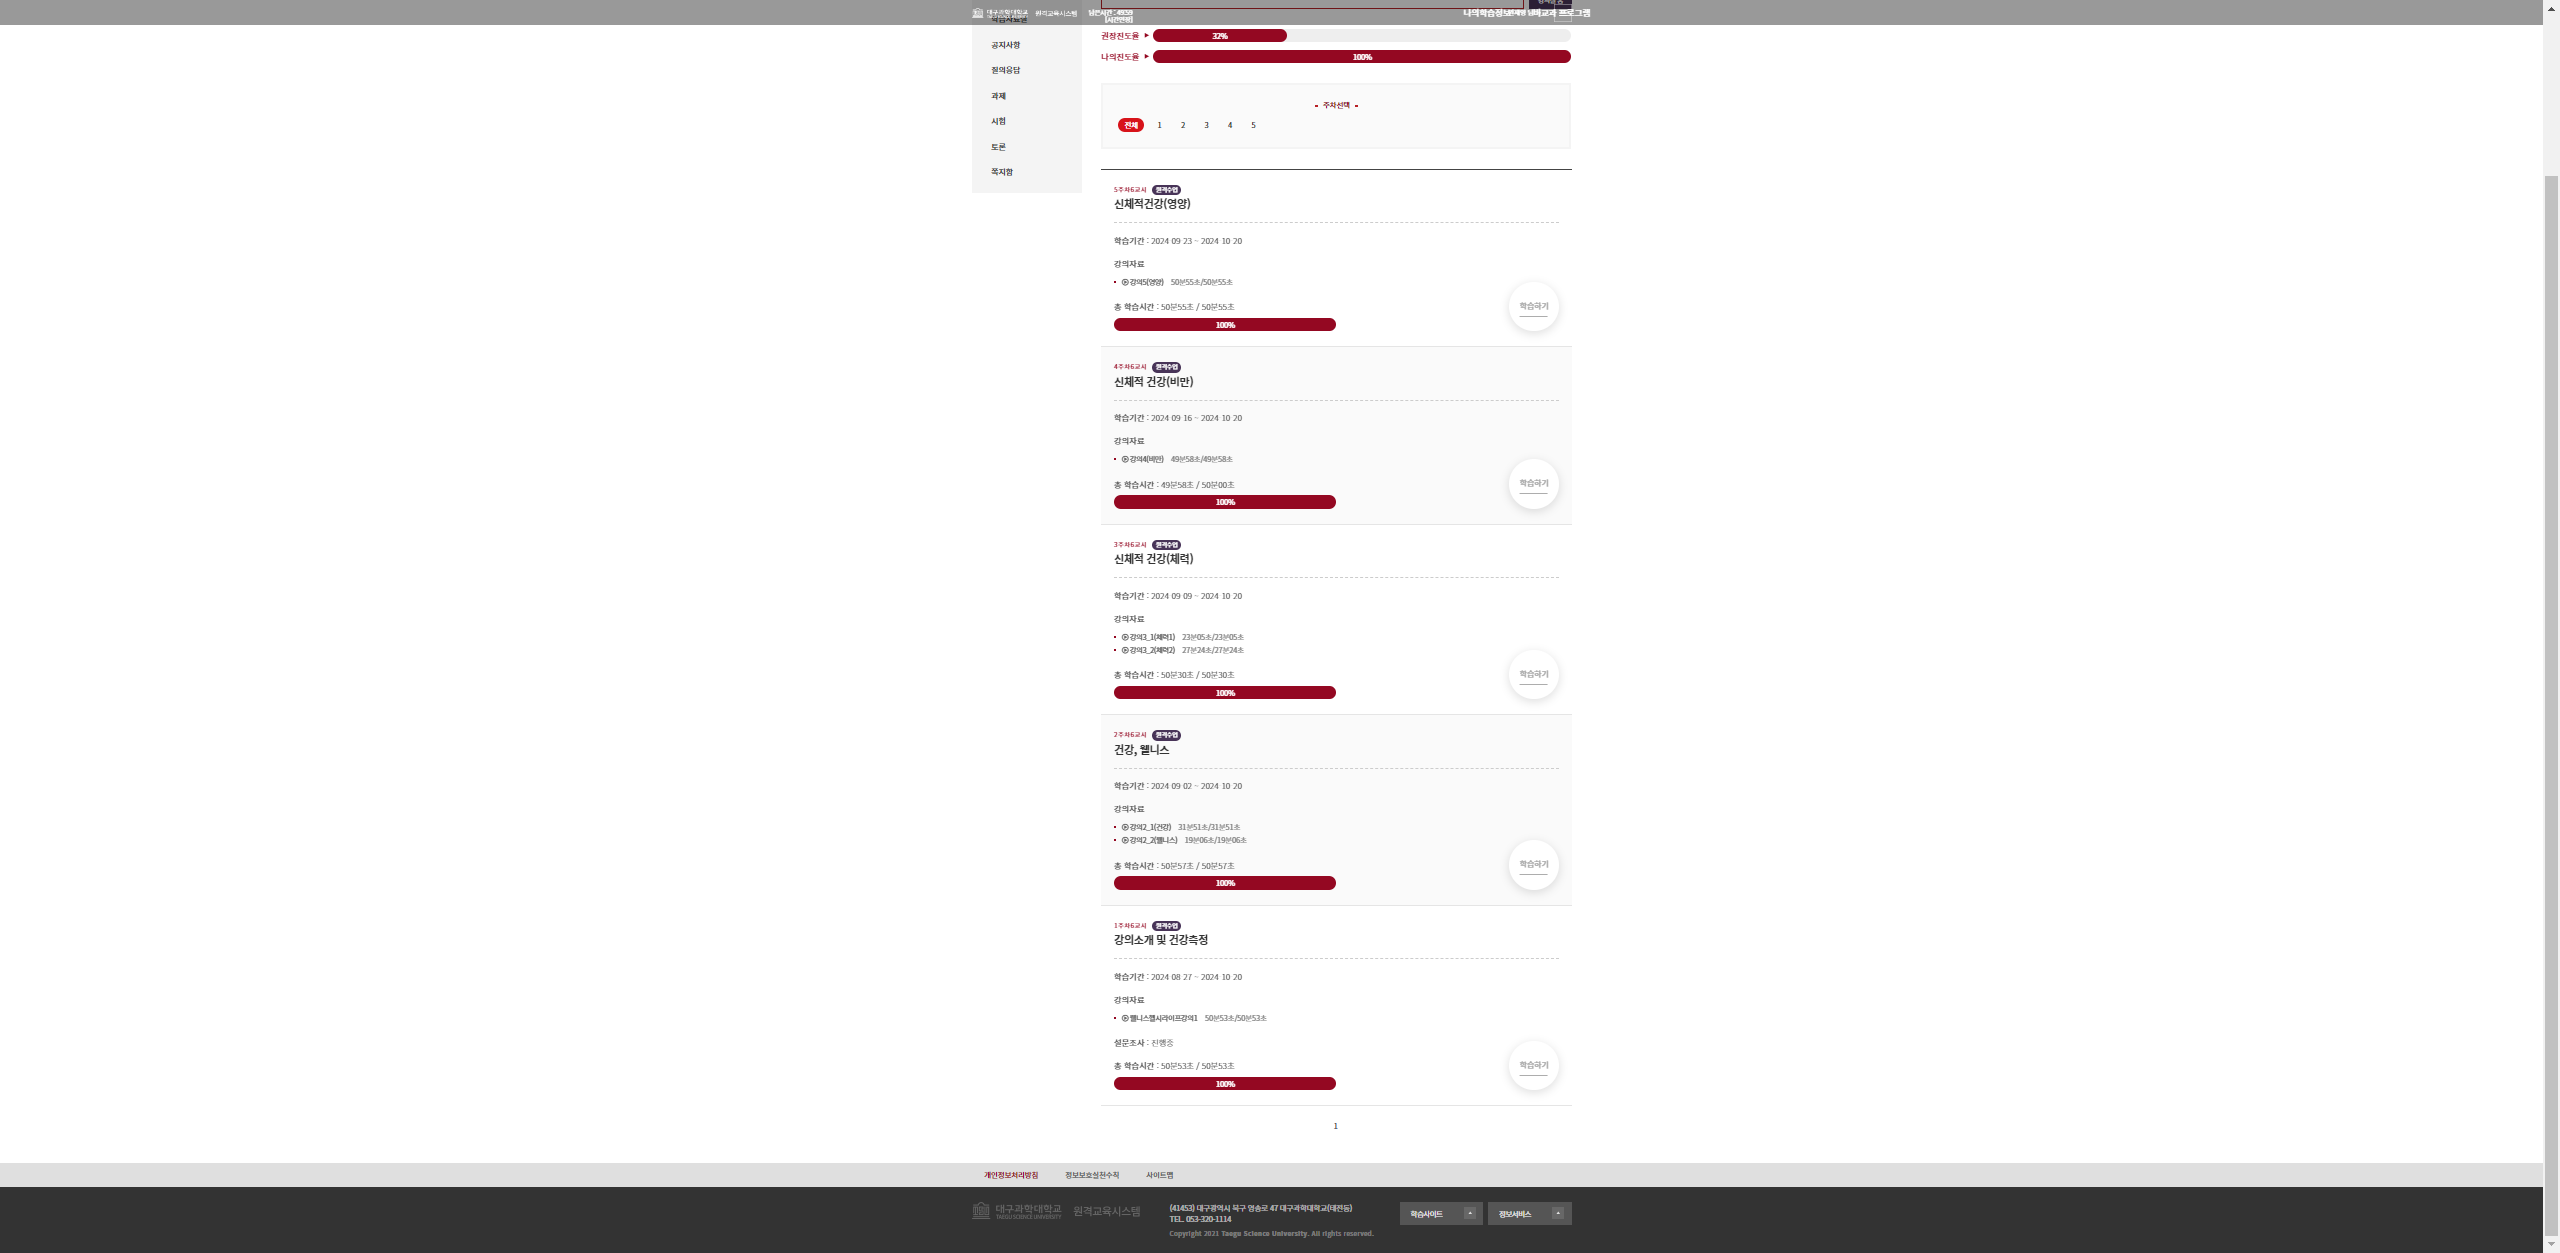 대구과학대학교 원격교육시스템
학습자료실
공지사항
질의응답
과제
시험
토론
쪽지함
권장진도율 ▶ 32%
나의진도율 ▶ 100%
- 주차선택 -
전체 1 2 3 4 5
5주차6교시 원격수업
신체적건강(영양)
학습기간 : 2024 09 23 ~ 2024 10 20
강의자료
강의5(영양) 50분55초/50분55초
총 학습시간 : 50분55초 / 50분55초
100%
학습하기
4주차6교시 원격수업
신체적 건강(비만)
학습기간 : 2024 09 16 ~ 2024 10 20
강의자료
강의4(비만) 49분58초/49분58초
총 학습시간 : 49분58초 / 50분00초
100%
학습하기
3주차6교시 원격수업
신체적 건강(체력)
학습기간 : 2024 09 09 ~ 2024 10 20
강의자료
강의3_1(체력1) 23분05초/23분05초
강의3_2(체력2) 27분24초/27분24초
총 학습시간 : 50분30초 / 50분30초
100%
학습하기
2주차6교시 원격수업
건강, 웰니스
학습기간 : 2024 09 02 ~ 2024 10 20
강의자료
강의2_1(건강) 31분51초/31분51초
강의2_2(웰니스) 19분06초/19분06초
총 학습시간 : 50분57초 / 50분57초
100%
학습하기
1주차6교시 원격수업
강의소개 및 건강측정
학습기간 : 2024 08 27 ~ 2024 10 20
강의자료
웰니스헬시라이프강의1 50분53초/50분53초
설문조사 : 진행중
총 학습시간 : 50분53초 / 50분53초
100%
학습하기
1
개인정보처리방침 정보보호실천수칙 사이트맵
대구과학대학교 원격교육시스템
TAEGU SCIENCE UNIVERSITY
(41453) 대구광역시 북구 영송로 47 대구과학대학교(태전동)
TEL. 053-320-1114
Copyright 2021 Taegu Science University. All rights reserved.
학습사이트
정보서비스